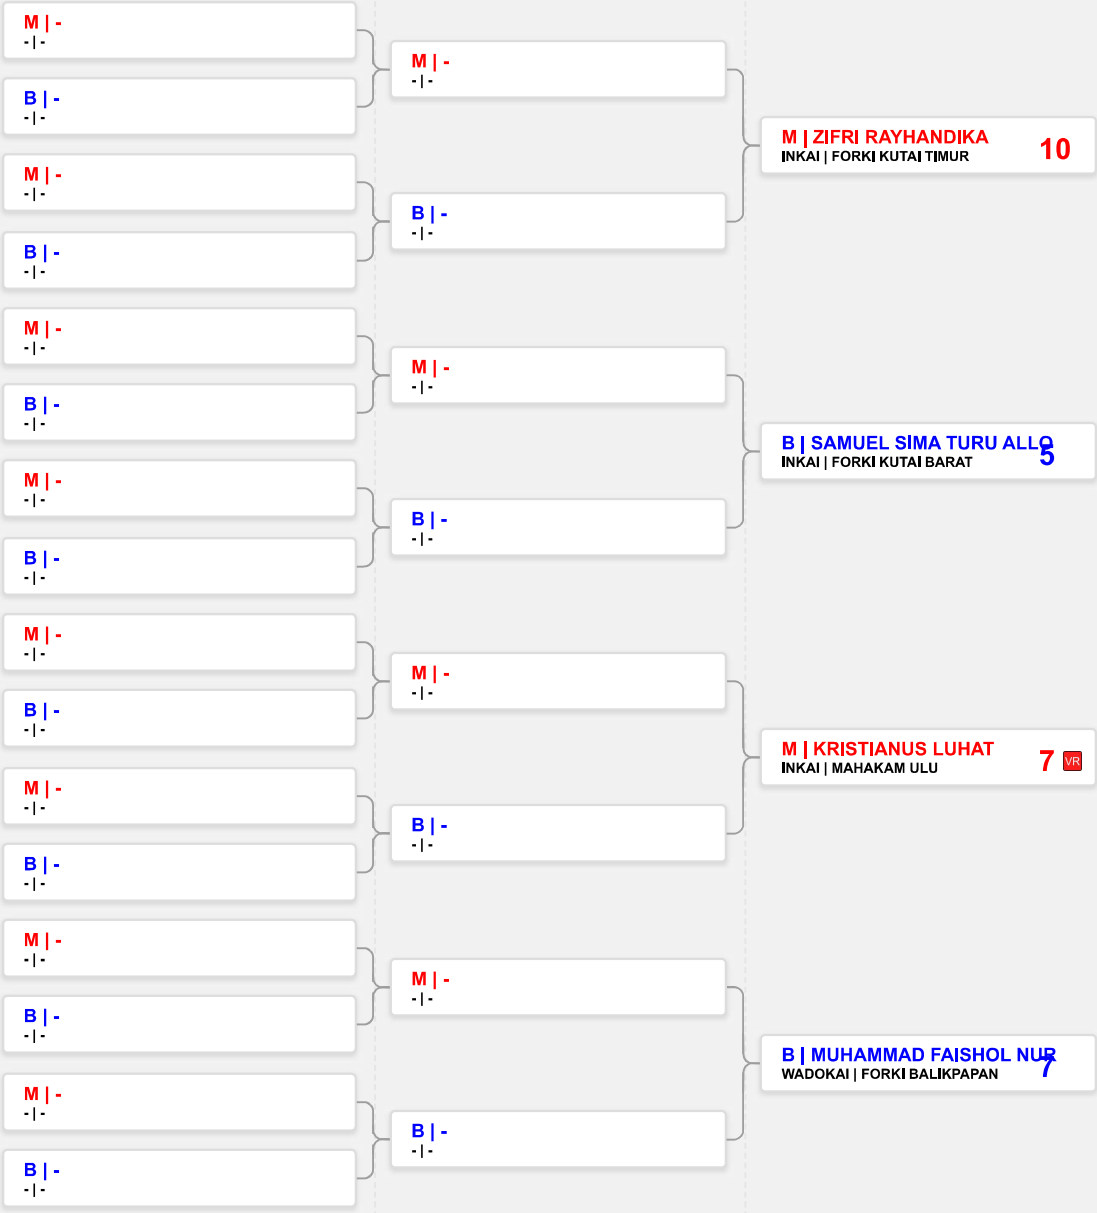 M | -
- | -
B | -
- | -
M | -
- | -
B | -
- | -
M | -
- | -
B | -
- | -
M | -
- | -
B | -
- | -
M | -
- | -
B | -
- | -
M | -
- | -
B | -
- | -
M | -
- | -
B | -
- | -
M | -
- | -
B | -
- | -
M | -
- | -
B | -
- | -
M | -
- | -
B | -
- | -
M | -
- | -
B | -
- | -
M | -
- | -
B | -
- | -
M | ZIFRI RAYHANDIKA 10
INKAI | FORKI KUTAI TIMUR
B | SAMUEL SIMA TURU ALLO 5
INKAI | FORKI KUTAI BARAT
M | KRISTIANUS LUHAT 7 VR
INKAI | MAHAKAM ULU
B | MUHAMMAD FAISHOL NUR 7
WADOKAI | FORKI BALIKPAPAN